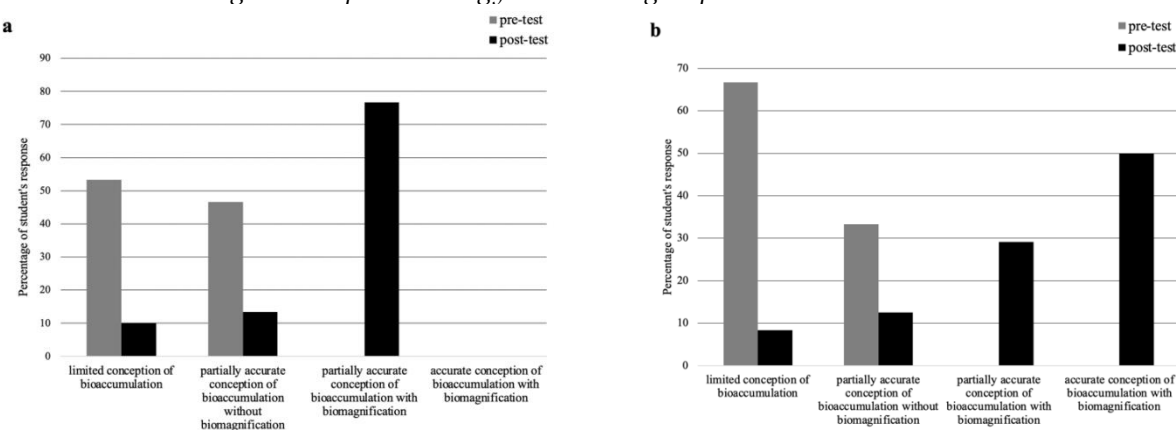 a
pre-test
post-test
90
80
70
60
50
40
30
20
10
0
Percentage of student's response
limited conception of
bioaccumulation
partially accurate
conception of
bioaccumulation
without
biomagnification
partially accurate
conception of
bioaccumulation with
biomagnification
accurate conception of
bioaccumulation with
biomagnification
b
pre-test
post-test
70
60
50
40
30
20
10
0
Percentage of student's response
limited conception of
bioaccumulation
partially accurate
conception of
bioaccumulation without
biomagnification
partially accurate
conception of
bioaccumulation with
biomagnification
accurate conception of
bioaccumulation with
biomagnification